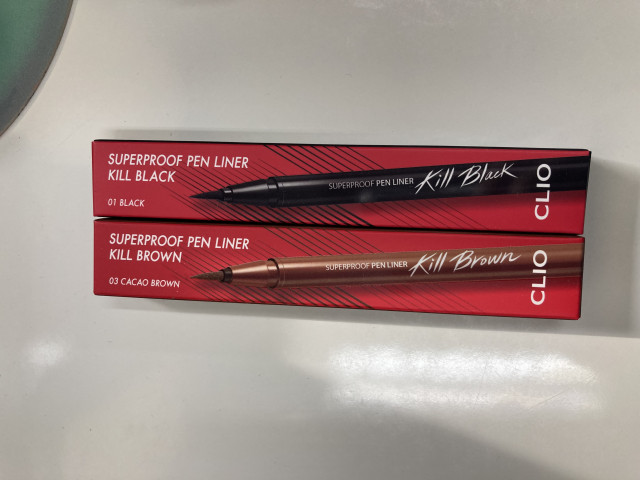 SUPERPROOF PEN LINER
KILL BLACK
01 BLACK
SUPERPROOF PEN LINER Kill Black
CLIO
SUPERPROOF PEN LINER
KILL BROWN
03 CACAO BROWN
SUPERPROOF PEN LINER Kill Brown
CLIO